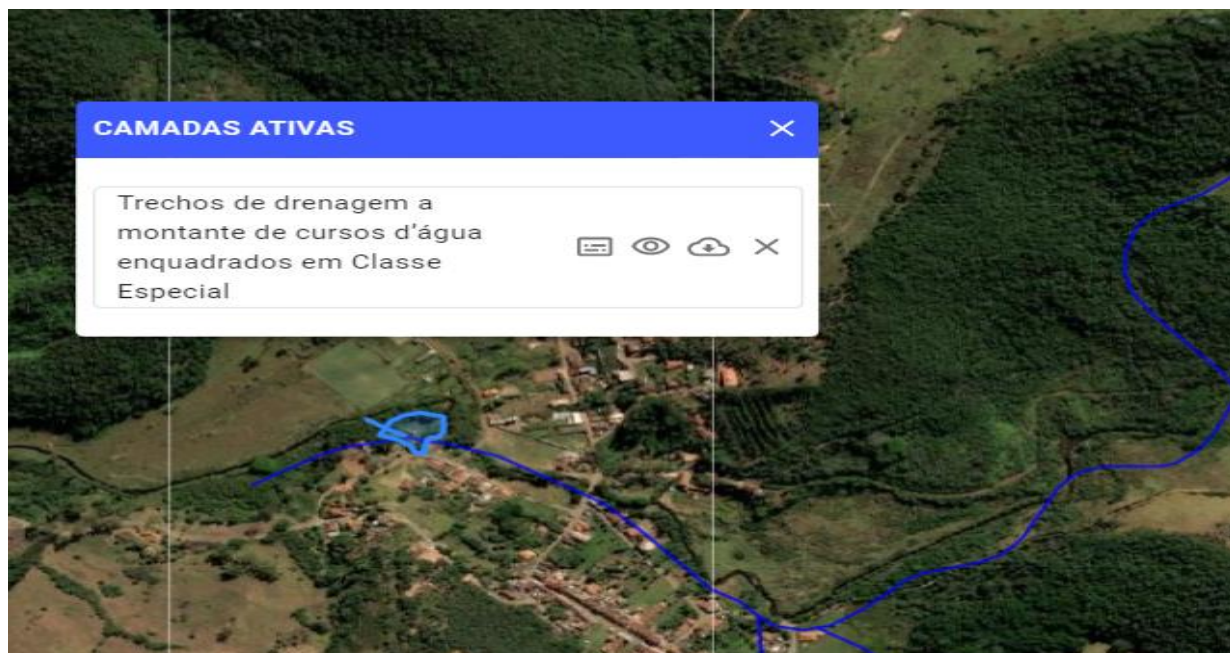 CAMADAS ATIVAS
Trechos de drenagem a
montante de cursos d'água
enquadrados em Classe
Especial